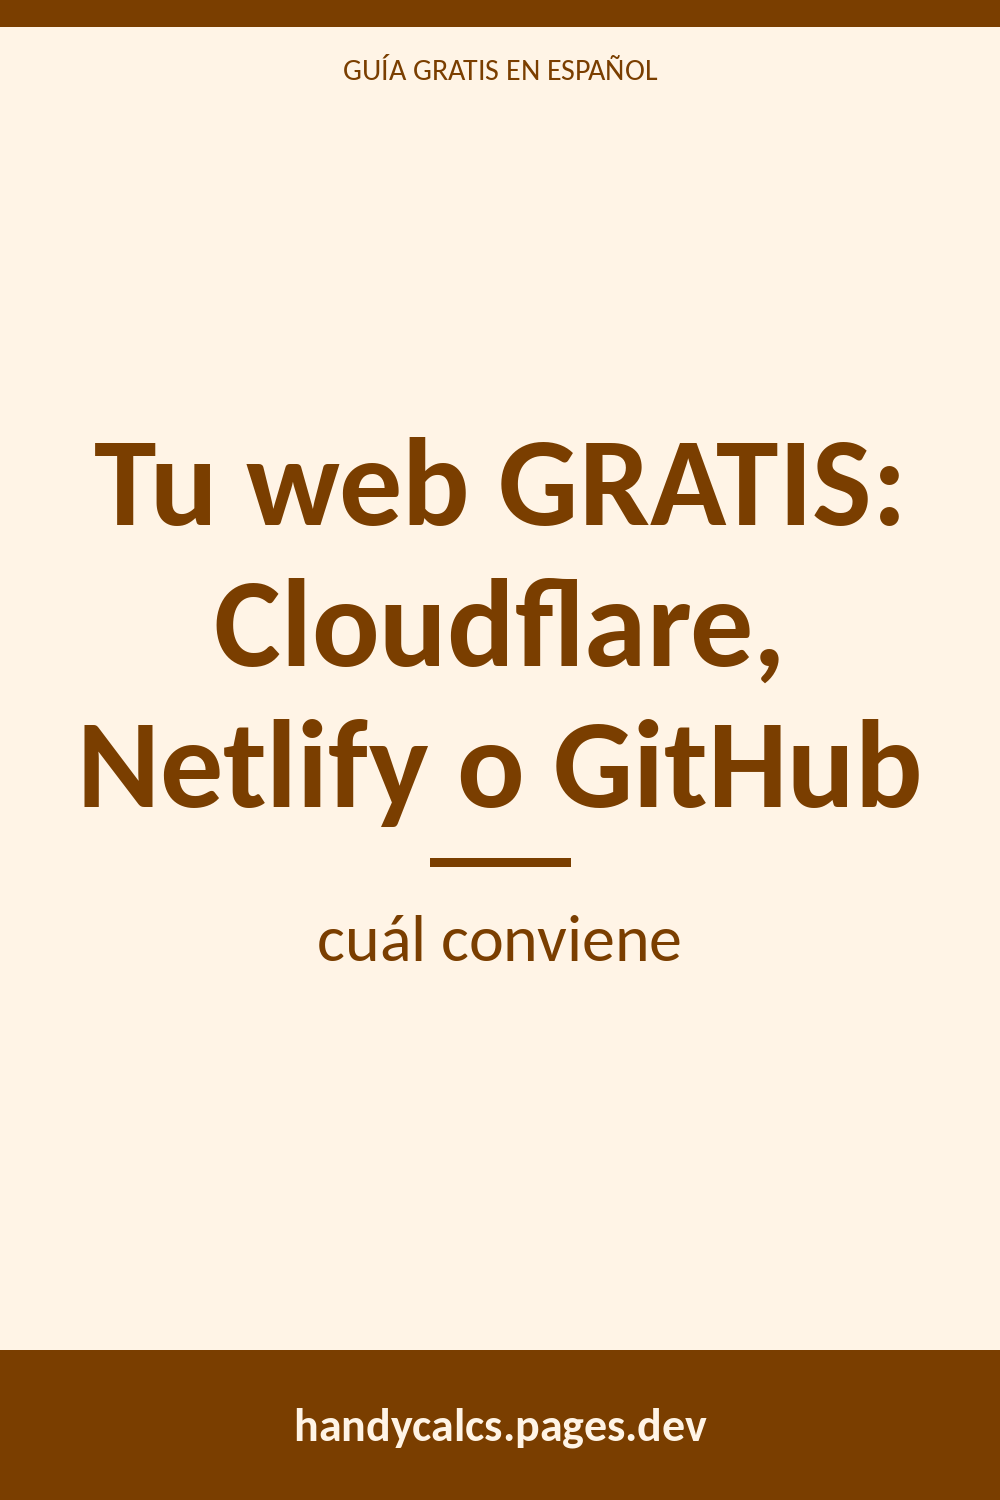 GUÍA GRATIS EN ESPAÑOL
Tu web GRATIS:
Cloudflare,
Netlify o GitHub
cuál conviene
handycalcs.pages.dev